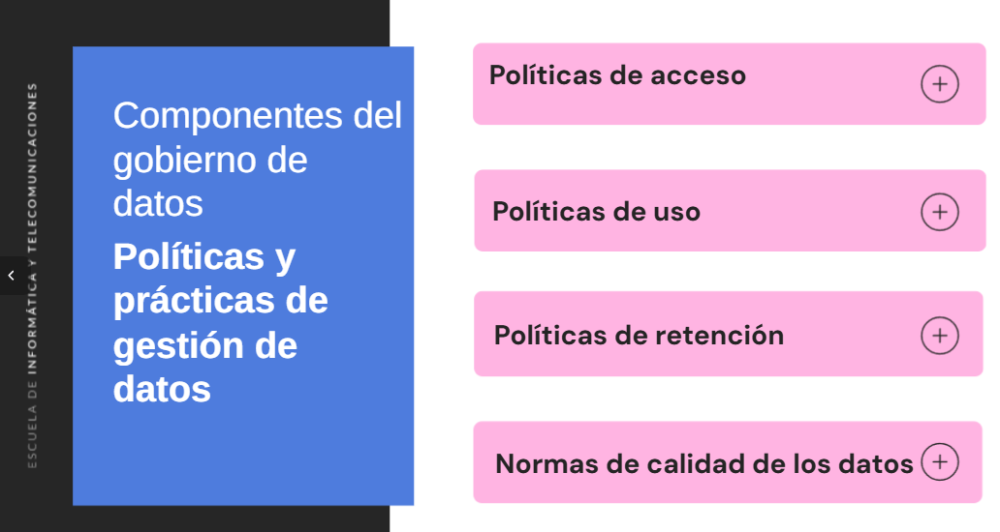 ESCUELA DE INFORMÁTICA Y TELECOMUNICACIONES
Componentes del
gobierno de
datos
Políticas y
prácticas de
gestión de
datos
Políticas de acceso
Políticas de uso
Políticas de retención
Normas de calidad de los datos